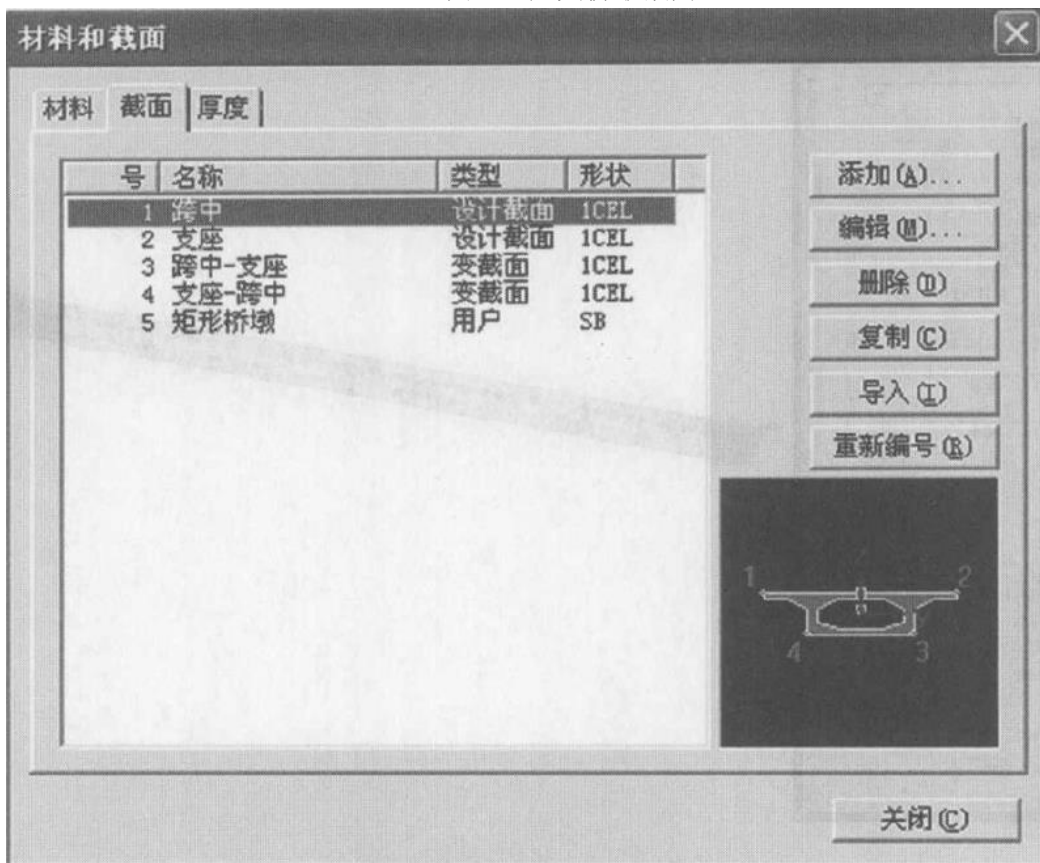 材料和截面
材料 截面 厚度
号 名称 类型 形状
1 跨中 设计截面 1CEL
2 支座 设计截面 1CEL
3 跨中-支座 变截面 1CEL
4 支座-跨中 变截面 1CEL
5 矩形桥墩 用户 SB
添加(A)...
编辑(M)...
删除(D)
复制(C)
导入(I)
重新编号(R)
1 2
4 3
关闭(C)